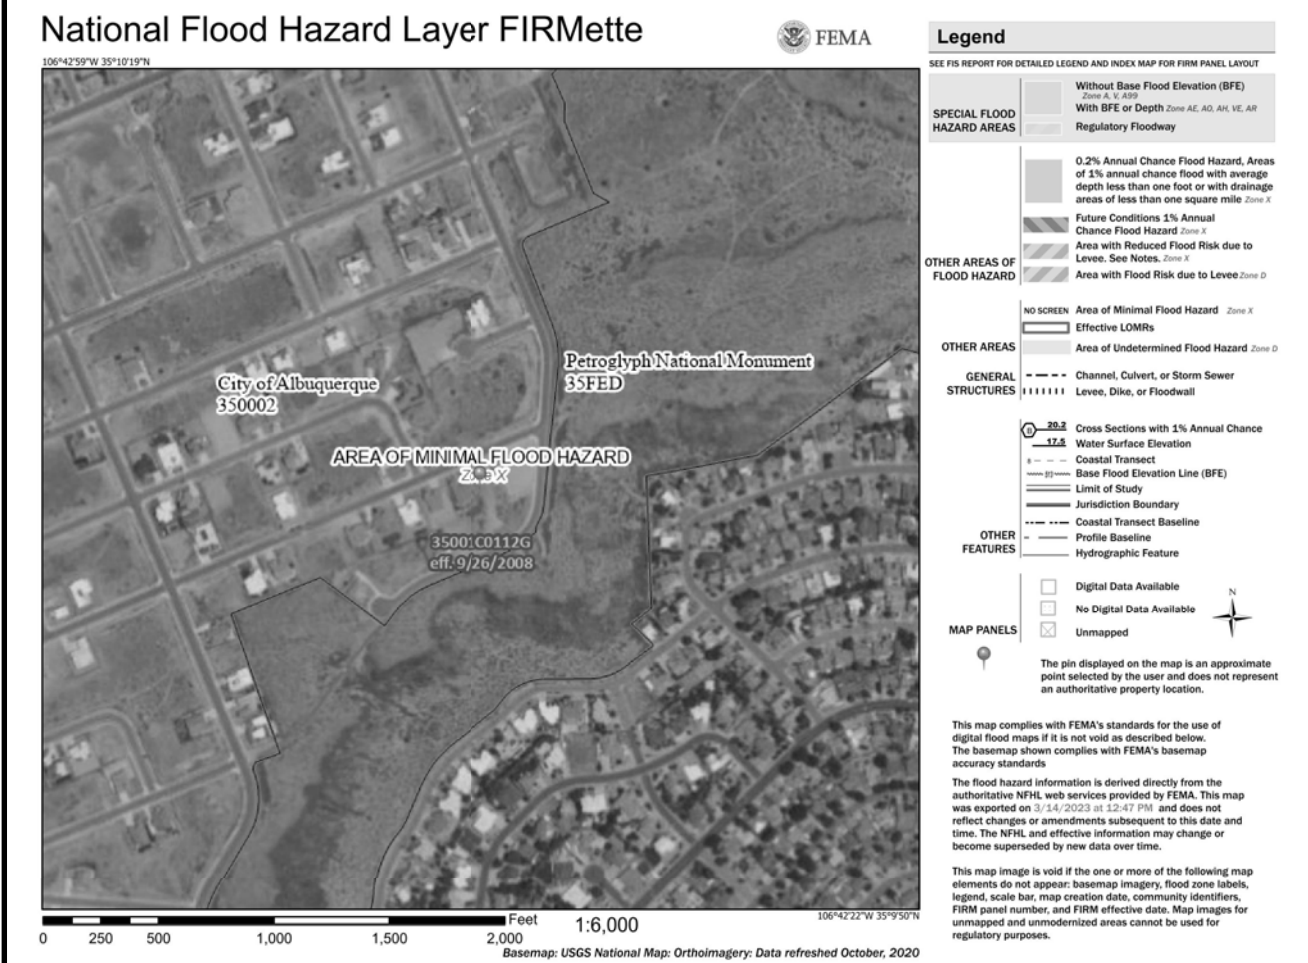 National Flood Hazard Layer FIRMette
FEMA
Legend
106°42'59"W 35°10'19"N
SEE FIS REPORT FOR DETAILED LEGEND AND INDEX MAP FOR FIRM PANEL LAYOUT
SPECIAL FLOOD
HAZARD AREAS
Without Base Flood Elevation (BFE)
Zone A, V, A99
With BFE or Depth Zone AE, AO, AH, VE, AR
Regulatory Floodway
0.2% Annual Chance Flood Hazard, Areas
of 1% annual chance flood with average
depth less than one foot or with drainage
areas of less than one square mile Zone X
Future Conditions 1% Annual
Chance Flood Hazard Zone X
Area with Reduced Flood Risk due to
Levee. See Notes. Zone X
Area with Flood Risk due to Levee Zone D
OTHER AREAS OF
FLOOD HAZARD
NO SCREEN Area of Minimal Flood Hazard Zone X
Effective LOMRs
OTHER AREAS
Area of Undetermined Flood Hazard Zone D
GENERAL
STRUCTURES
Channel, Culvert, or Storm Sewer
Levee, Dike, or Floodwall
B 20.2 Cross Sections with 1% Annual Chance
17.5 Water Surface Elevation
8 Coastal Transect
513 Base Flood Elevation Line (BFE)
Limit of Study
Jurisdiction Boundary
Coastal Transect Baseline
OTHER
FEATURES
Profile Baseline
Hydrographic Feature
Digital Data Available
No Digital Data Available
Unmapped
MAP PANELS
N
The pin displayed on the map is an approximate
point selected by the user and does not represent
an authoritative property location.
This map complies with FEMA's standards for the use of
digital flood maps if it is not void as described below.
The basemap shown complies with FEMA's basemap
accuracy standards
The flood hazard information is derived directly from the
authoritative NFHL web services provided by FEMA. This map
was exported on 3/14/2023 at 12:47 PM and does not
reflect changes or amendments subsequent to this date and
time. The NFHL and effective information may change or
become superseded by new data over time.
This map image is void if the one or more of the following map
elements do not appear: basemap imagery, flood zone labels,
legend, scale bar, map creation date, community identifiers,
FIRM panel number, and FIRM effective date. Map images for
unmapped and unmodernized areas cannot be used for
regulatory purposes.
Petroglyph National Monument
35FED
City of Albuquerque
350002
AREA OF MINIMAL FLOOD HAZARD
Zone X
35001C0112G
eff. 9/26/2008
106°42'22"W 35°9'50"N
Feet
1:6,000
0 250 500 1,000 1,500 2,000
Basemap: USGS National Map: Orthoimagery: Data refreshed October, 2020